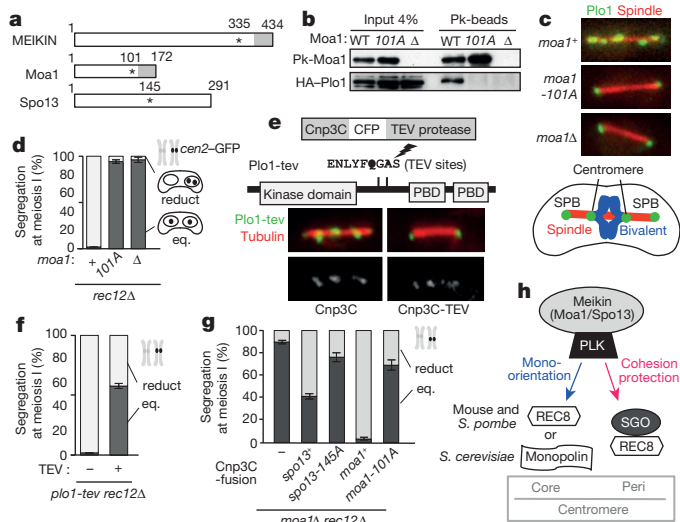 a
1 335 434
MEIKIN *
1 101 172
Moa1 *
1 145 291
Spo13 *
b
Input 4% Pk-beads
Moa1: WT 101A Δ WT 101A Δ
Pk-Moa1
HA–Plo1
c
Plo1 Spindle
moa1+
moa1
-101A
moa1Δ
Centromere
SPB SPB
Spindle Bivalent
d
Segregation
at meiosis I (%)
100
80
60
40
20
0
cen2–GFP
reduct
eq.
moa1: + 101A Δ
rec12Δ
e
Cnp3C CFP TEV protease
ENLYFQGAS (TEV sites)
Plo1-tev
Kinase domain PBD PBD
Plo1-tev
Tubulin
Cnp3C Cnp3C-TEV
f
Segregation
at meiosis I (%)
100
80
60
40
20
0
reduct
eq.
TEV : – +
plo1-tev rec12Δ
g
Segregation
at meiosis I (%)
100
80
60
40
20
0
reduct
eq.
Cnp3C
-fusion
– spo13+ spo13-145A moa1+ moa1-101A
moa1Δ rec12Δ
h
Meikin
(Moa1/Spo13)
PLK
Mono-
orientation
Cohesion
protection
Mouse and
S. pombe
REC8
or
S. cerevisiae Monopolin
SGO
REC8
Core Peri
Centromere